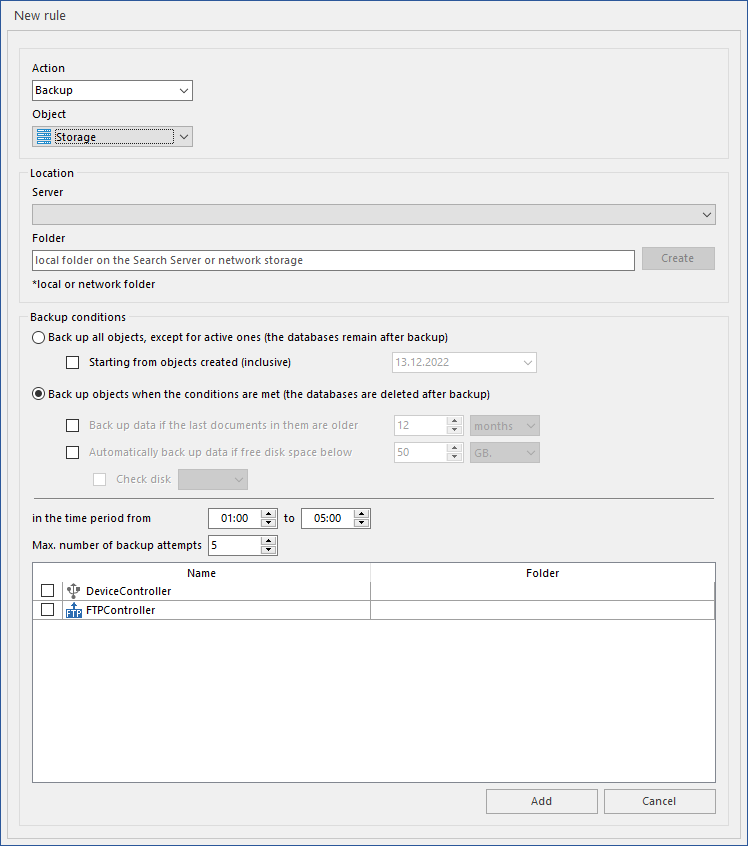 New rule
Action
Backup
Object
Storage
Location
Server
Folder
local folder on the Search Server or network storage
Create
*local or network folder
Backup conditions
Back up all objects, except for active ones (the databases remain after backup)
Starting from objects created (inclusive) 13.12.2022
Back up objects when the conditions are met (the databases are deleted after backup)
Back up data if the last documents in them are older 12 months
Automatically back up data if free disk space below 50 GB.
Check disk
in the time period from 01:00 to 05:00
Max. number of backup attempts 5
Name Folder
DeviceController
FTP FTPController
Add Cancel